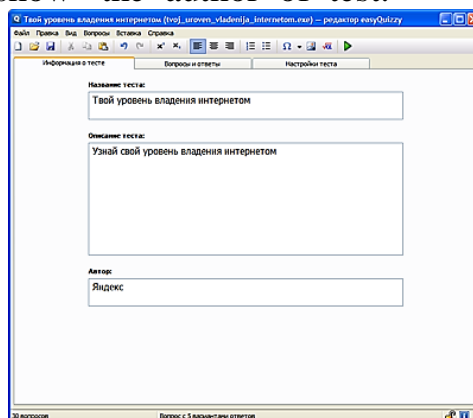 show the author of test.
Твой уровень владения интернетом (tvoj_uroven_vladenija_internetom.exe) — редактор easyQuizzy
Файл Правка Вид Вопросы Вставка Справка
Информация о тесте Вопросы и ответы Настройки теста
Название теста:
Твой уровень владения интернетом
Описание теста:
Узнай свой уровень владения интернетом
Автор:
Яндекс
30 вопросов Вопрос с 5 вариантами ответов